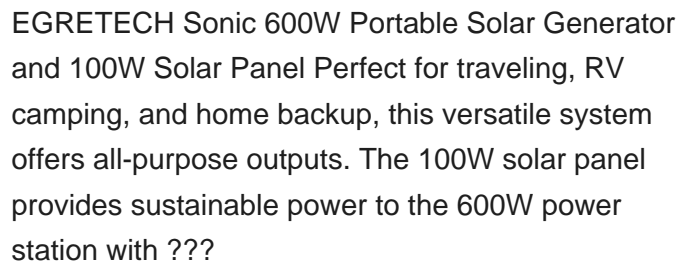 EGRETECH Sonic 600W Portable Solar Generator
and 100W Solar Panel Perfect for traveling, RV
camping, and home backup, this versatile system
offers all-purpose outputs. The 100W solar panel
provides sustainable power to the 600W power
station with ???